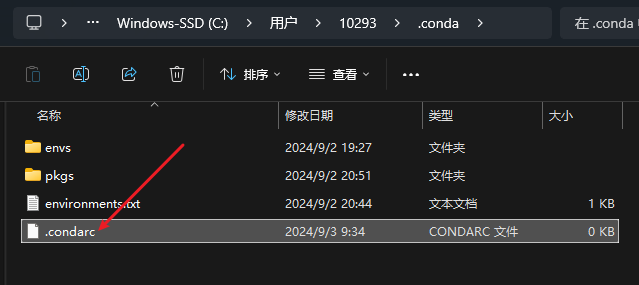 Windows-SSD (C:) > 用户 > 10293 > .conda > 在 .conda
排序 查看
名称 修改日期 类型 大小
envs 2024/9/2 19:27 文件夹
pkgs 2024/9/2 20:51 文件夹
environments.txt 2024/9/2 20:44 文本文档 1 KB
.condarc 2024/9/3 9:34 CONDARC 文件 0 KB